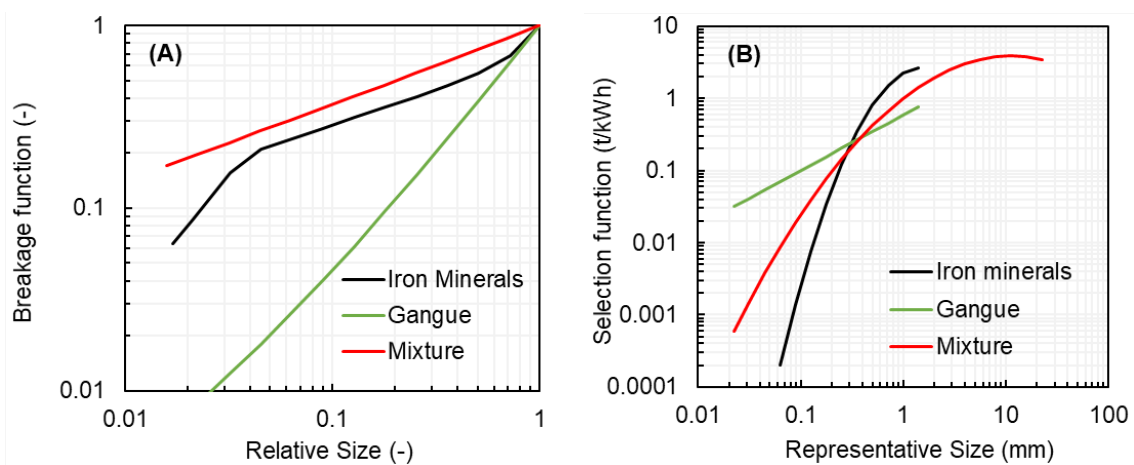 (A)
Breakage function (-)
1
0.1
0.01
Iron Minerals
Gangue
Mixture
0.01
0.1
1
Relative Size (-)
(B)
Selection function (t/kWh)
10
1
0.1
0.01
0.001
0.0001
Iron minerals
Gangue
Mixture
0.01
0.1
1
10
100
Representative Size (mm)